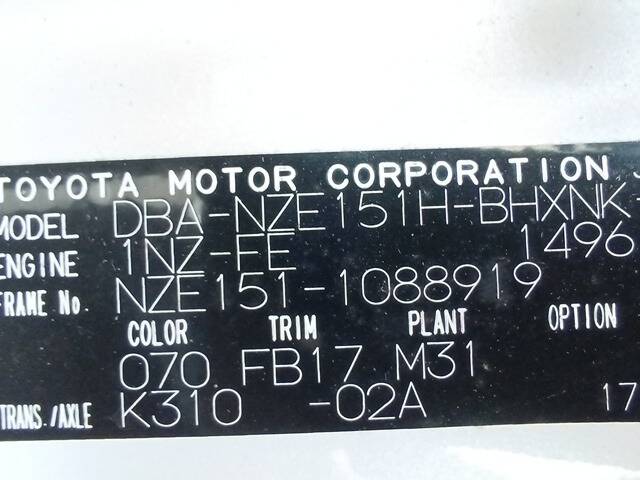 TOYOTA MOTOR CORPORATION J
MODEL DBA-NZE151H-BHXNK
ENGINE 1NZ-FE 1496
FRAME No. NZE151-1088919
COLOR TRIM PLANT OPTION
070 FB17 M31
TRANS./AXLE K310 -02A 17